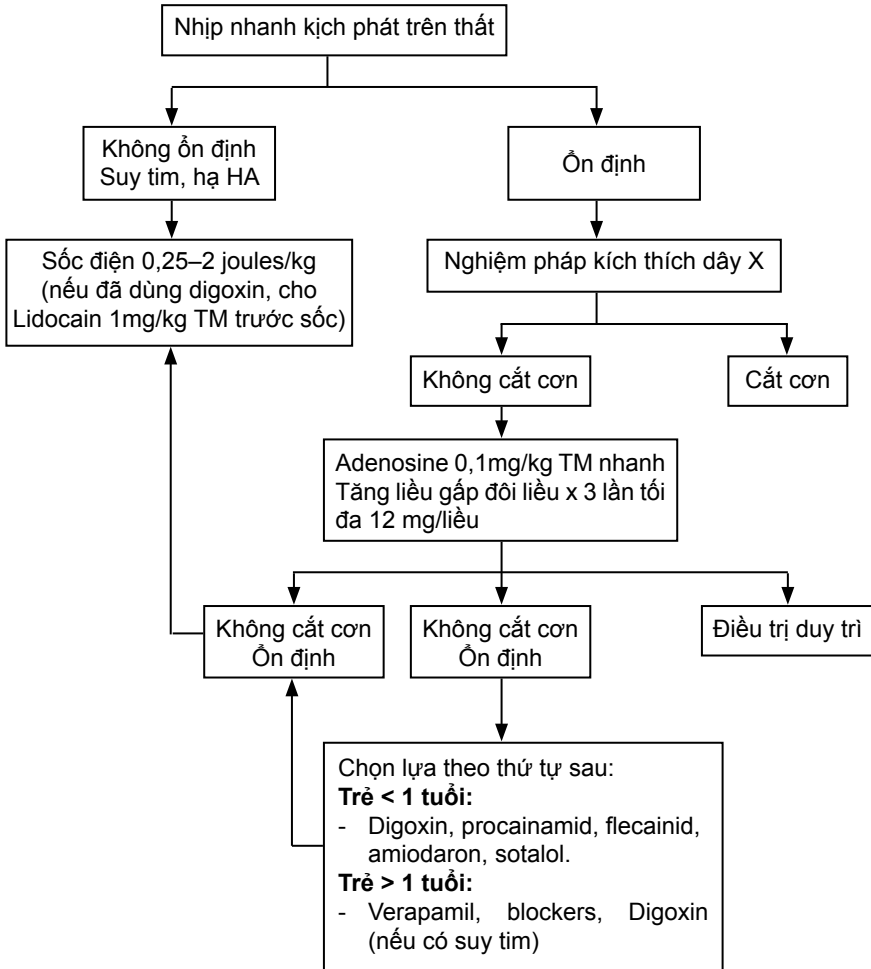 Nhịp nhanh kịch phát trên thất
Không ổn định
Suy tim, hạ HA
Ổn định
Sốc điện 0,25–2 joules/kg
(nếu đã dùng digoxin, cho
Lidocain 1mg/kg TM trước sốc)
Nghiệm pháp kích thích dây X
Không cắt cơn
Cắt cơn
Adenosine 0,1mg/kg TM nhanh
Tăng liều gấp đôi liều x 3 lần tối
đa 12 mg/liều
Không cắt cơn
Ổn định
Không cắt cơn
Ổn định
Điều trị duy trì
Chọn lựa theo thứ tự sau:
Trẻ < 1 tuổi:
- Digoxin, procainamid, flecainid,
amiodaron, sotalol.
Trẻ > 1 tuổi:
- Verapamil, blockers, Digoxin
(nếu có suy tim)